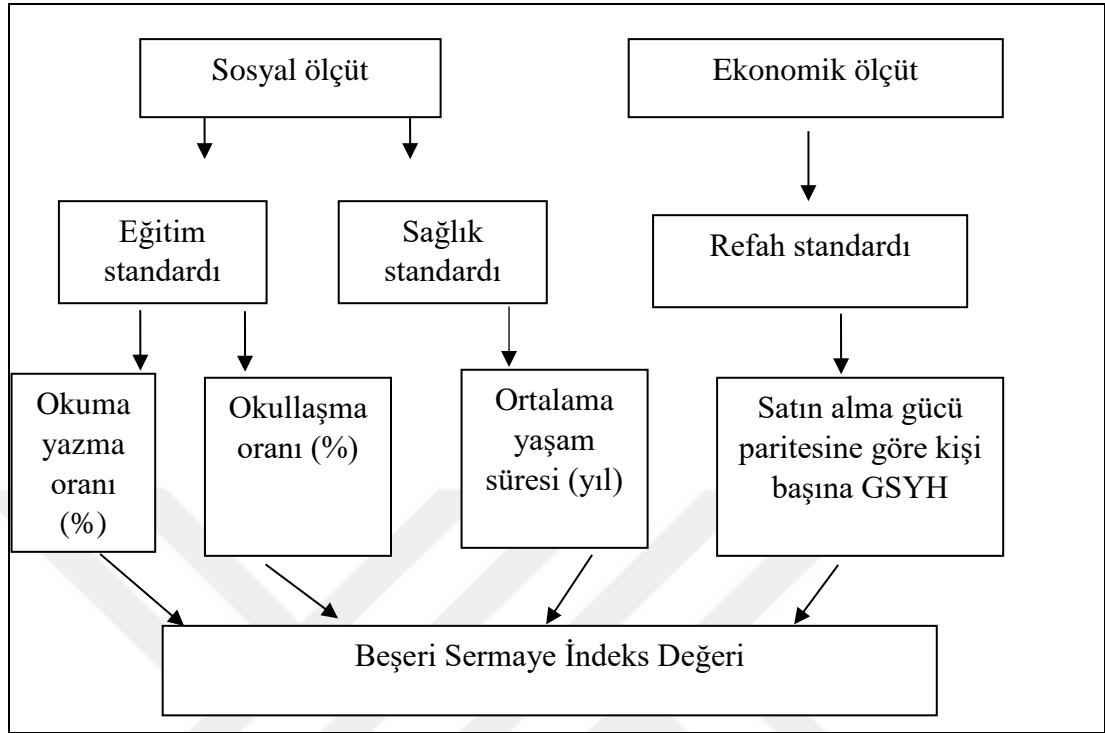 Sosyal ölçüt
Ekonomik ölçüt
Eğitim
standardı
Sağlık
standardı
Refah standardı
Okuma
yazma
oranı
(%)
Okullaşma
oranı (%)
Ortalama
yaşam
süresi (yıl)
Satın alma gücü
paritesine göre kişi
başına GSYH
Beşeri Sermaye İndeks Değeri